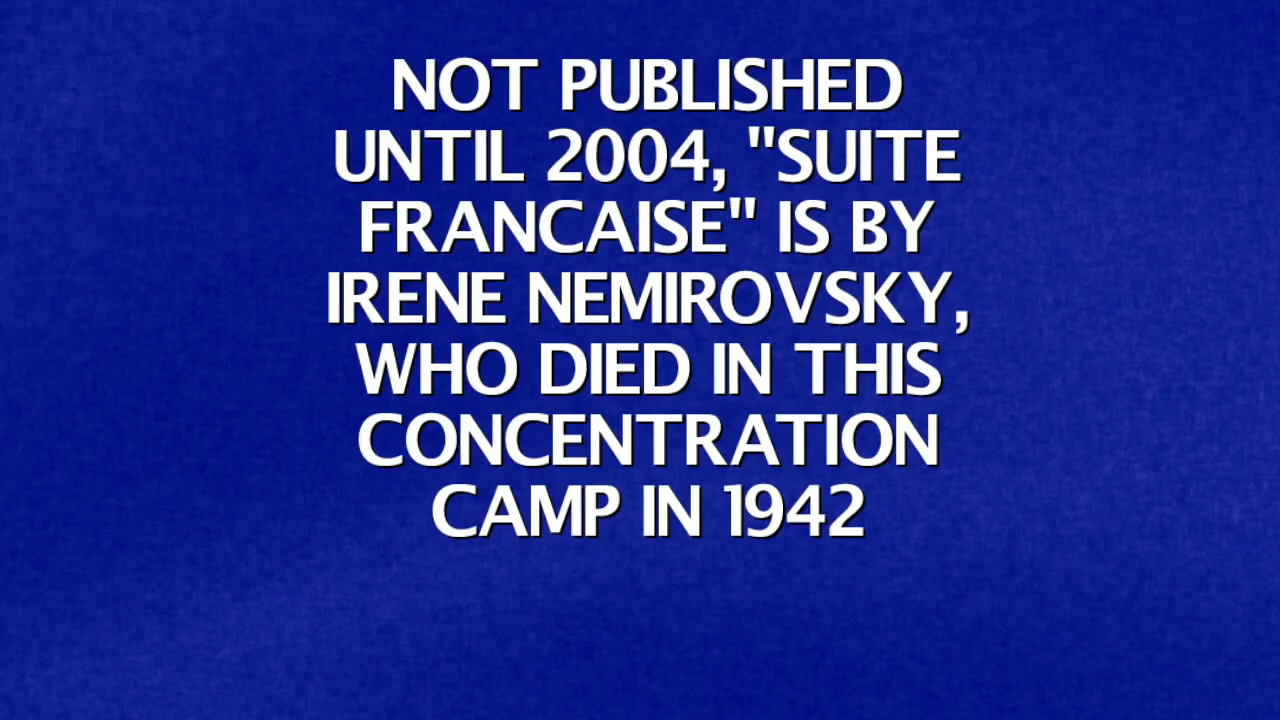 NOT PUBLISHED
UNTIL 2004, "SUITE
FRANCAISE" IS BY
IRENE NEMIROVSKY,
WHO DIED IN THIS
CONCENTRATION
CAMP IN 1942